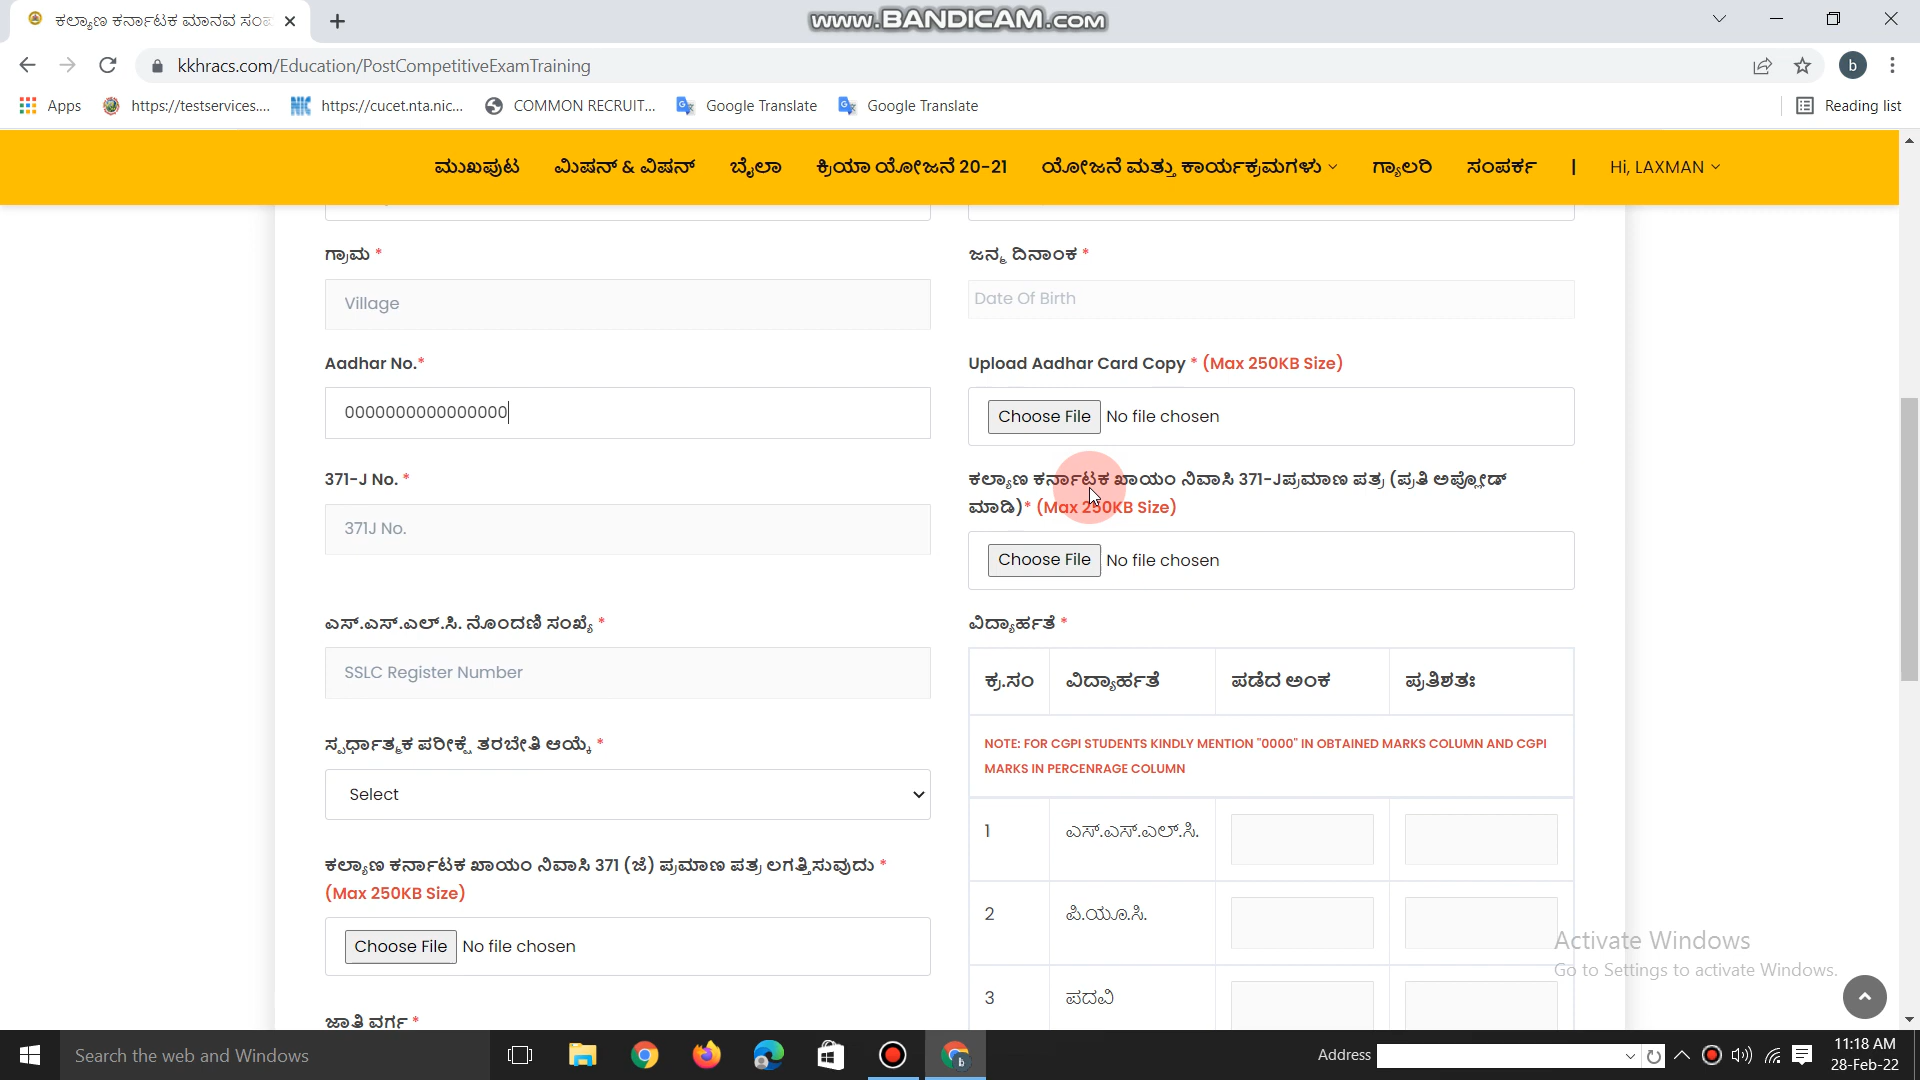 ಕಲ್ಯಾಣ ಕರ್ನಾಟಕ ಮಾನವ ಸಂಪ
www.BANDICAM.com
kkhracs.com/Education/PostCompetitiveExamTraining
b
Apps https://testservices.... https://cucet.nta.nic... COMMON RECRUIT... Google Translate Google Translate Reading list
ಮುಖಪುಟ ಮಿಷನ್ & ವಿಷನ್ ಬೈಲಾ ಕ್ರಿಯಾ ಯೋಜನೆ 20-21 ಯೋಜನೆ ಮತ್ತು ಕಾರ್ಯಕ್ರಮಗಳು ಗ್ಯಾಲರಿ ಸಂಪರ್ಕ | Hi, LAXMAN
ಗ್ರಾಮ *
ಜನ್ಮ ದಿನಾಂಕ *
Village
Date Of Birth
Aadhar No.*
Upload Aadhar Card Copy * (Max 250KB Size)
0000000000000000
Choose File No file chosen
371-J No. *
ಕಲ್ಯಾಣ ಕರ್ನಾಟಕ ಖಾಯಂ ನಿವಾಸಿ 371-Jಪ್ರಮಾಣ ಪತ್ರ (ಪ್ರತಿ ಅಪ್ಲೋಡ್
ಮಾಡಿ)* (Max 250KB Size)
371J No.
Choose File No file chosen
ಎಸ್.ಎಸ್.ಎಲ್.ಸಿ. ನೊಂದಣಿ ಸಂಖ್ಯೆ *
ವಿದ್ಯಾರ್ಹತೆ *
SSLC Register Number
ಕ್ರ.ಸಂ ವಿದ್ಯಾರ್ಹತೆ ಪಡೆದ ಅಂಕ ಪ್ರತಿಶತಃ
ಸ್ಪರ್ಧಾತ್ಮಕ ಪರೀಕ್ಷೆ ತರಬೇತಿ ಆಯ್ಕೆ *
NOTE: FOR CGPI STUDENTS KINDLY MENTION "0000" IN OBTAINED MARKS COLUMN AND CGPI
MARKS IN PERCENRAGE COLUMN
Select
1 ಎಸ್.ಎಸ್.ಎಲ್.ಸಿ.
ಕಲ್ಯಾಣ ಕರ್ನಾಟಕ ಖಾಯಂ ನಿವಾಸಿ 371 (ಜೆ) ಪ್ರಮಾಣ ಪತ್ರ ಲಗತ್ತಿಸುವುದು *
(Max 250KB Size)
2 ಪಿ.ಯೂ.ಸಿ.
Choose File No file chosen
3 ಪದವಿ
ಜಾತಿ ವರ್ಗ *
Activate Windows
Go to Settings to activate Windows.
Search the web and Windows
Address
11:18 AM
28-Feb-22